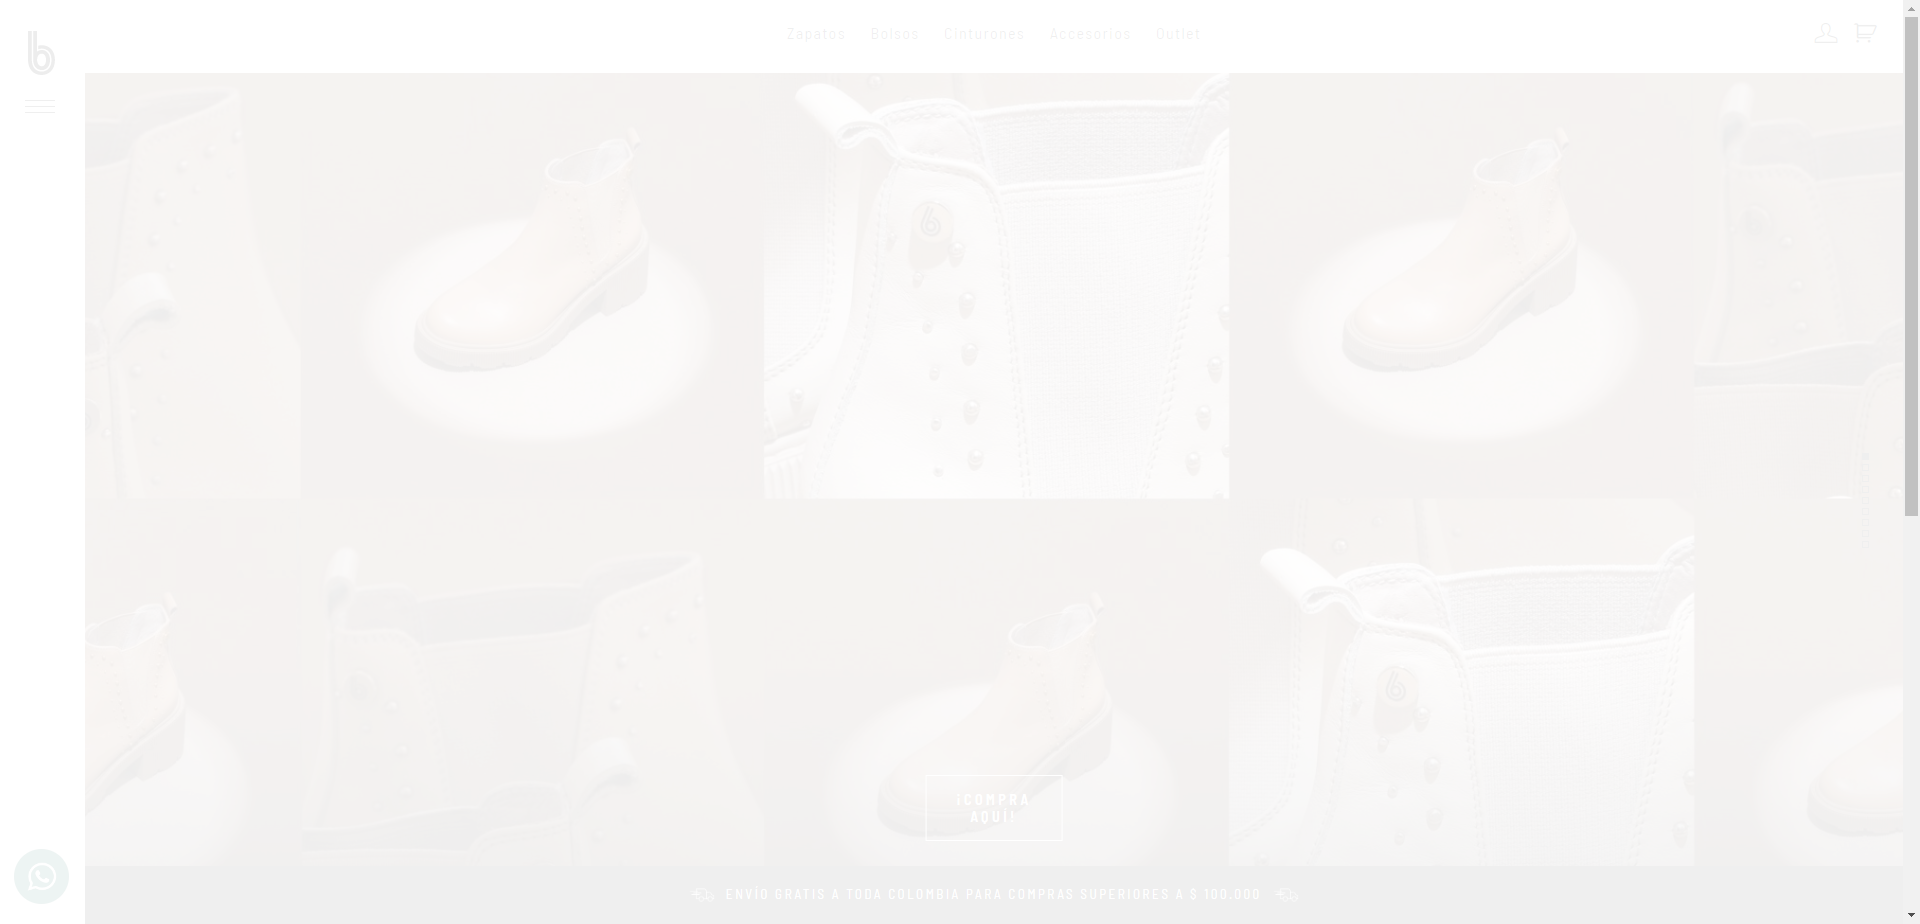 b
Zapatos Bolsos Cinturones Accesorios Outlet
b
b
¡COMPRA
AQUÍ!
ENVÍO GRATIS A TODA COLOMBIA PARA COMPRAS SUPERIORES A $ 100.000